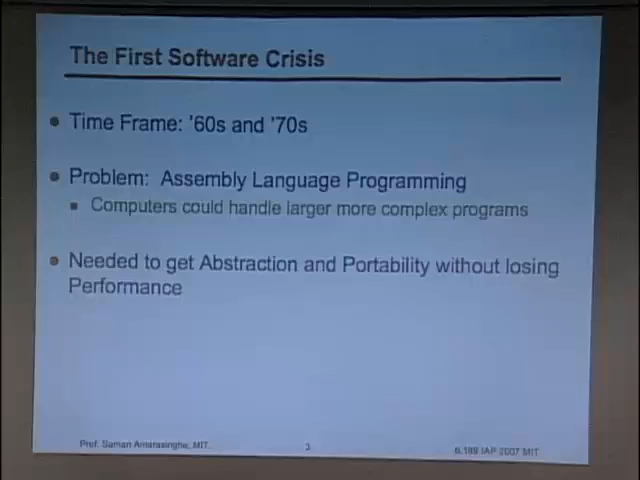 The First Software Crisis
• Time Frame: '60s and '70s
• Problem: Assembly Language Programming
▪ Computers could handle larger more complex programs
• Needed to get Abstraction and Portability without losing
Performance
Prof. Saman Amarasinghe, MIT.
3
6.189 IAP 2007 MIT